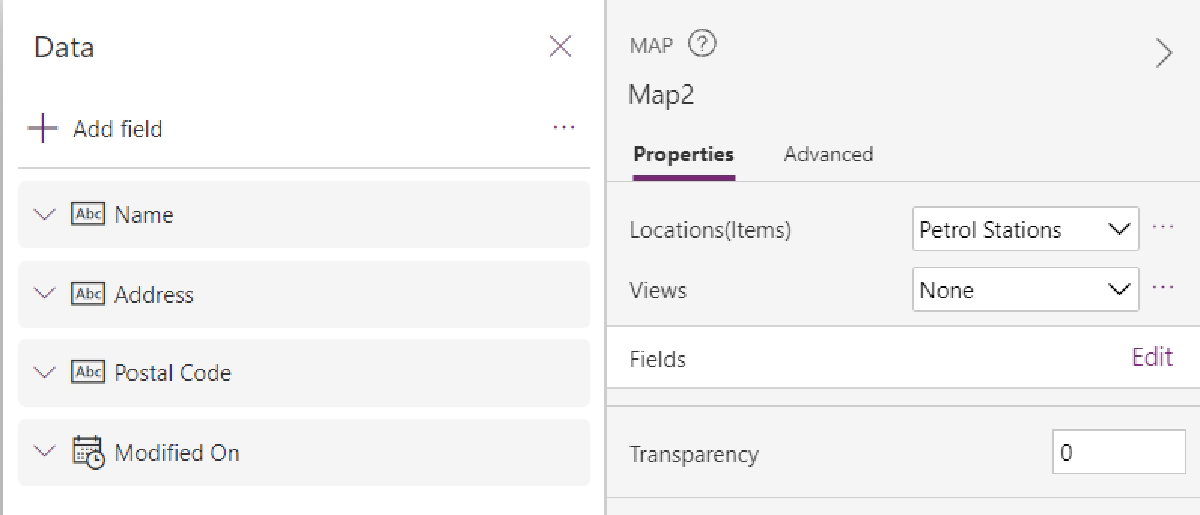 Data
Add field
Abc Name
Abc Address
Abc Postal Code
Modified On
MAP ?
Map2
Properties Advanced
Locations(Items) Petrol Stations
Views None
Fields Edit
Transparency 0